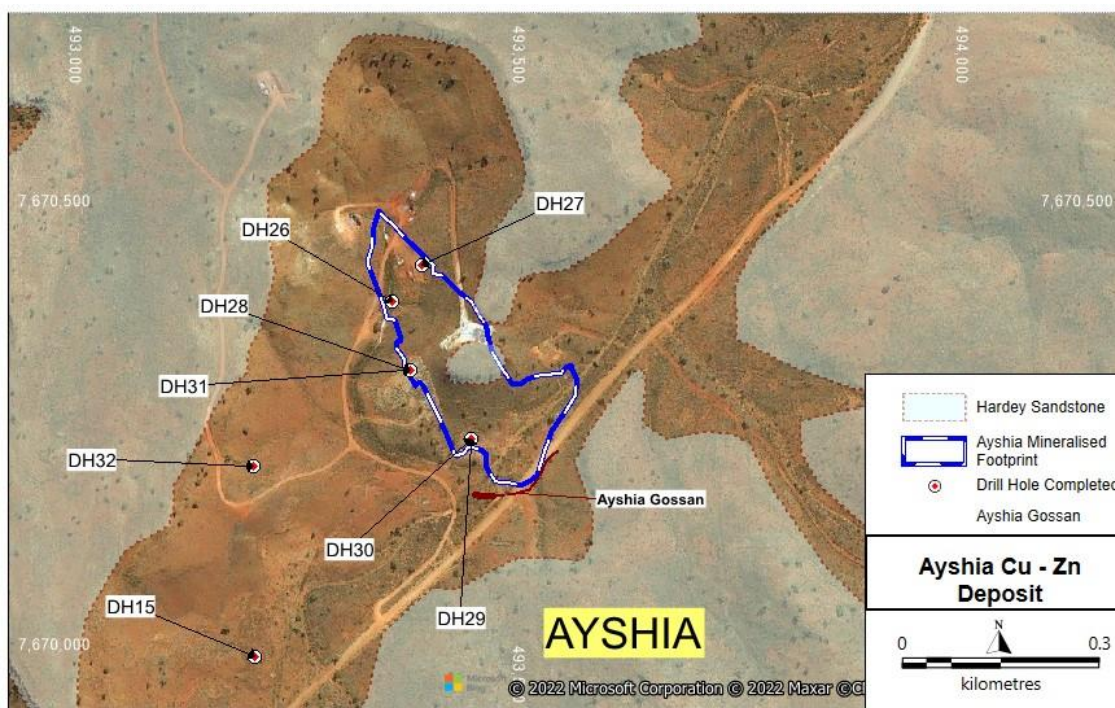 493,000
493,500
494,000
7,670,500
7,670,500
DH27
DH26
DH28
DH31
DH32
Ayshia Gossan
DH30
DH15
DH29
AYSHIA
7,670,000
Microsoft
Bing
© 2022 Microsoft Corporation © 2022 Maxar
Hardey Sandstone
Ayshia Mineralised
Footprint
Drill Hole Completed
Ayshia Gossan
Ayshia Cu - Zn
Deposit
N
0
0.3
kilometres